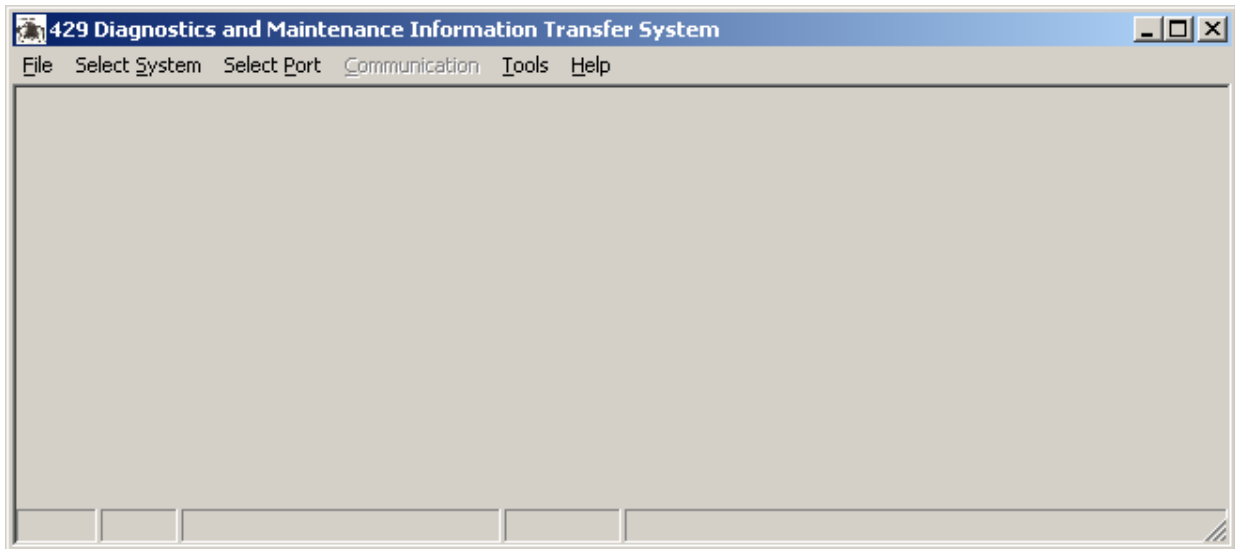 429 Diagnostics and Maintenance Information Transfer System
File Select System Select Port Communication Tools Help